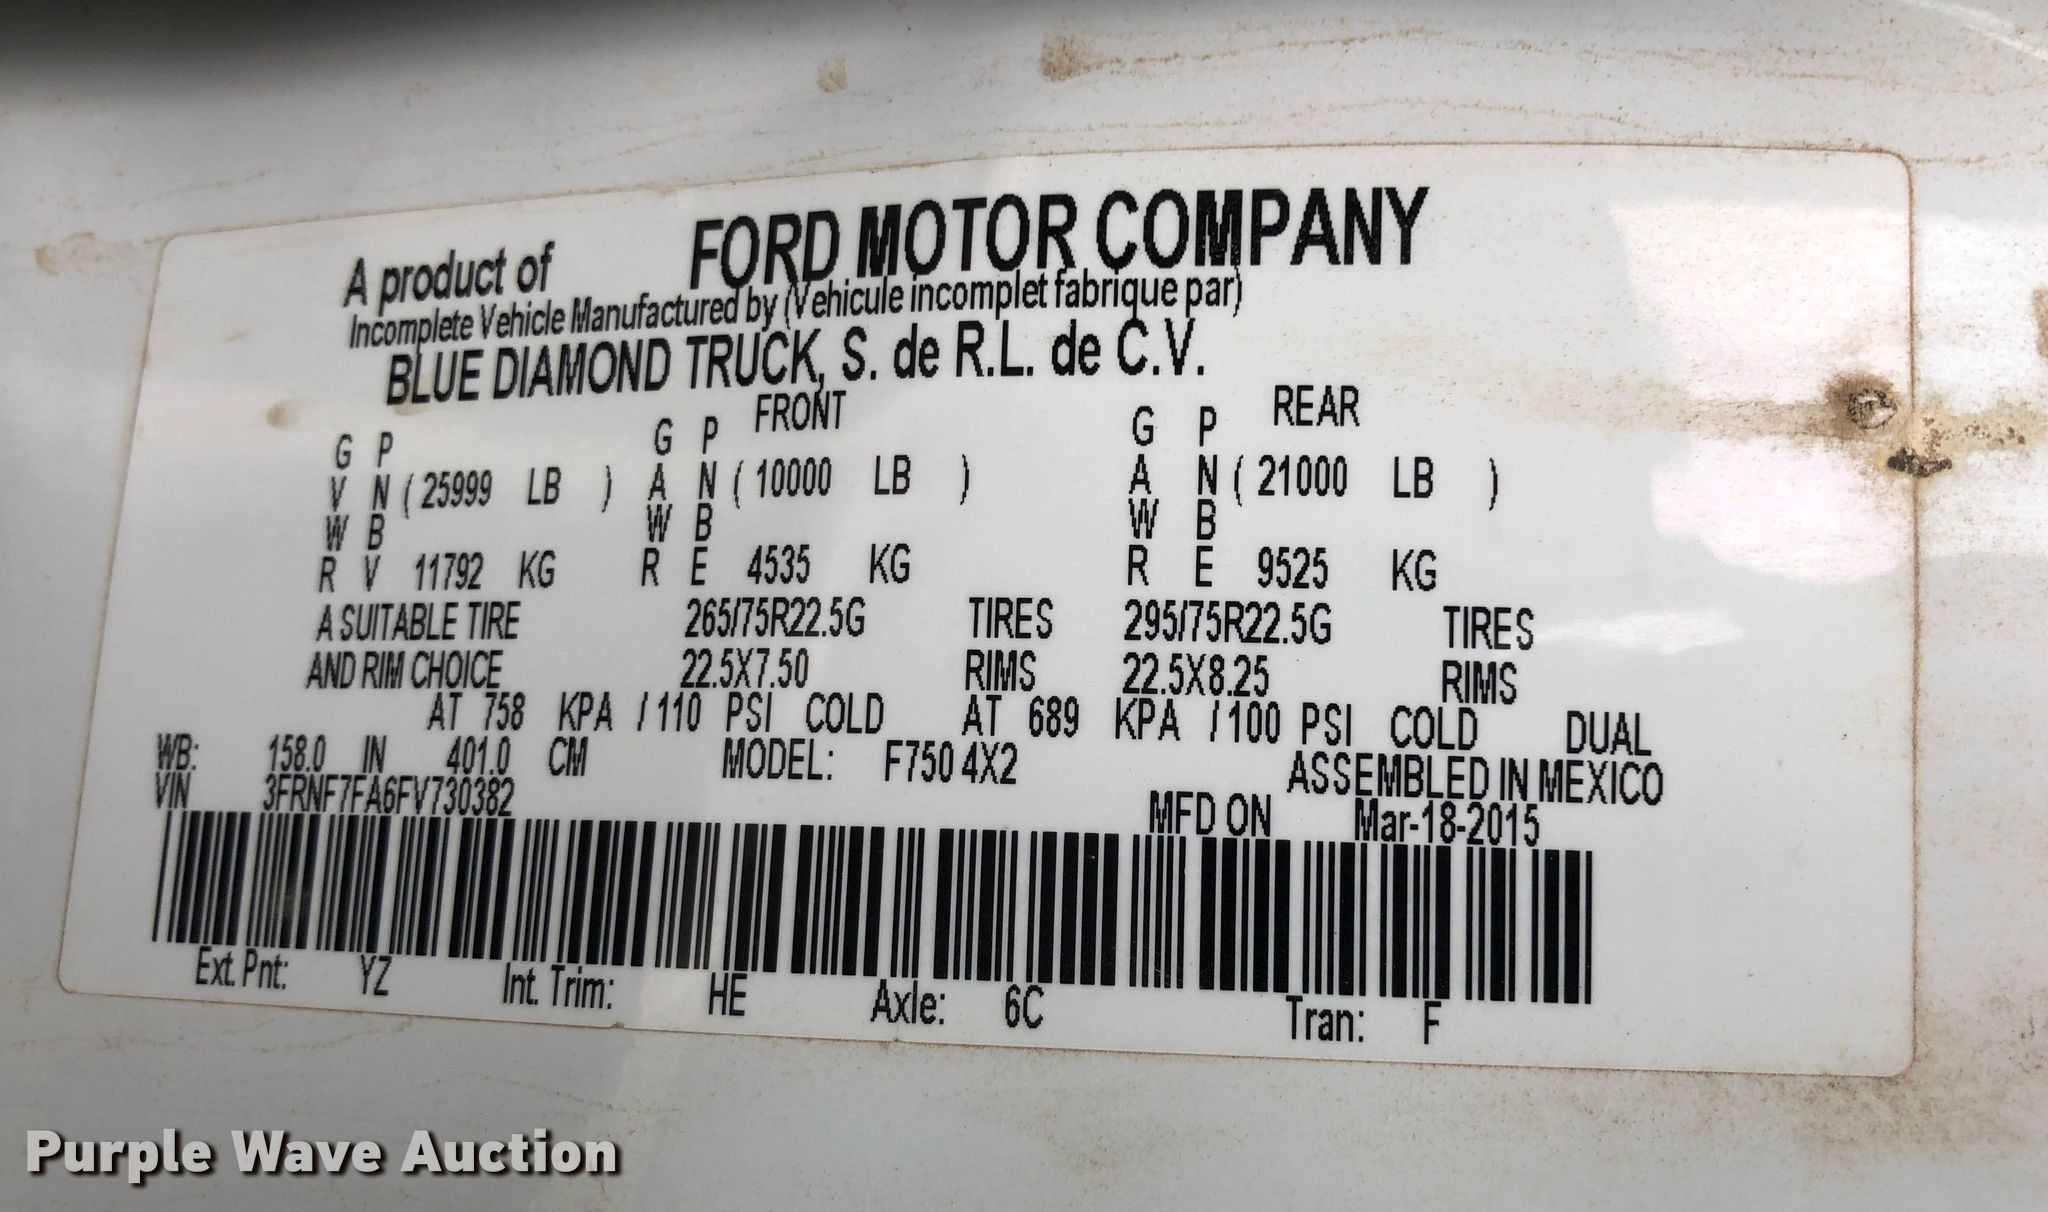 A product of FORD MOTOR COMPANY
Incomplete Vehicle Manufactured by (Vehicule incomplet fabrique par)
BLUE DIAMOND TRUCK, S. de R.L. de C.V.
FRONT REAR
G P G P G P
V N ( 25999 LB ) A N ( 10000 LB ) A N ( 21000 LB )
W B W B W B
R V 11792 KG R E 4535 KG R E 9525 KG
A SUITABLE TIRE 265/75R22.5G TIRES 295/75R22.5G TIRES
AND RIM CHOICE 22.5X7.50 RIMS 22.5X8.25 RIMS
AT 758 KPA / 110 PSI COLD AT 689 KPA / 100 PSI COLD DUAL
WB: 158.0 IN 401.0 CM MODEL: F750 4X2 ASSEMBLED IN MEXICO
VIN 3FRNF7FA6FV730382 MFD ON Mar-18-2015
Ext. Pnt: YZ Int. Trim: HE Axle: 6C Tran: F
Purple Wave Auction